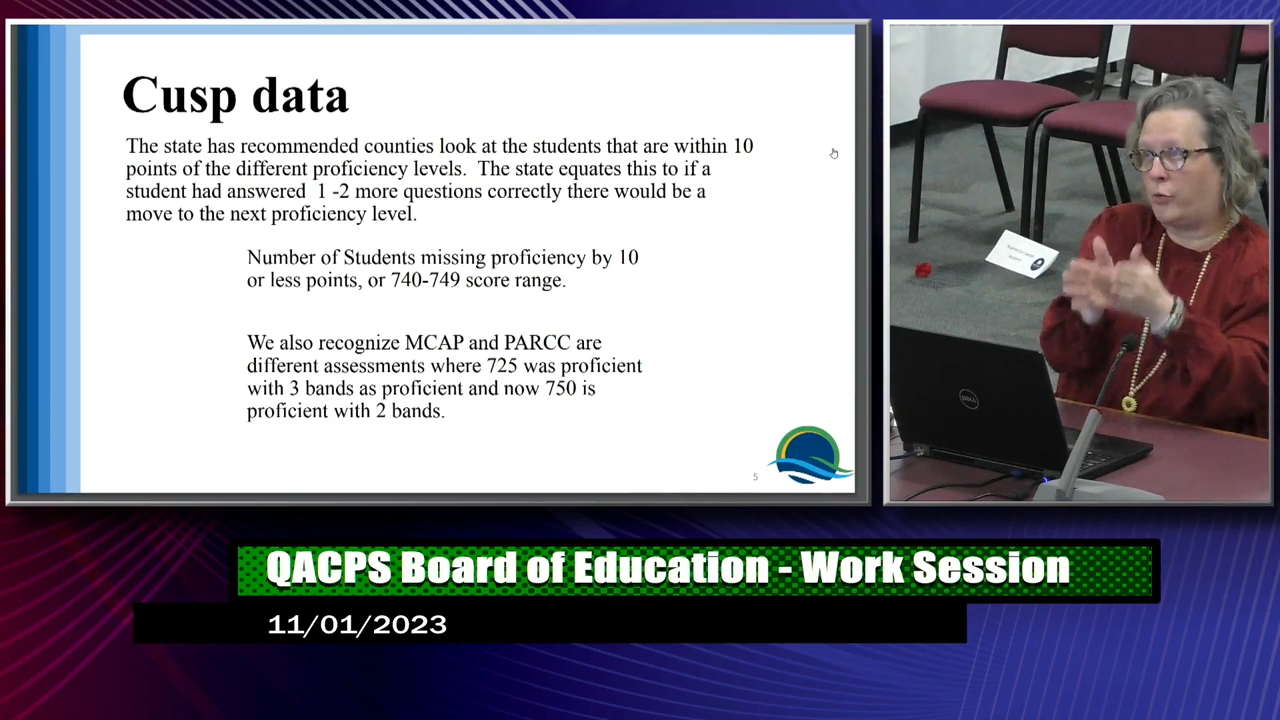 Cusp data
The state has recommended counties look at the students that are within 10
points of the different proficiency levels.  The state equates this to if a
student had answered  1 -2 more questions correctly there would be a
move to the next proficiency level.
Number of Students missing proficiency by 10
or less points, or 740-749 score range.
We also recognize MCAP and PARCC are
different assessments where 725 was proficient
with 3 bands as proficient and now 750 is
proficient with 2 bands.
5
DELL
QACPS Board of Education - Work Session
11/01/2023